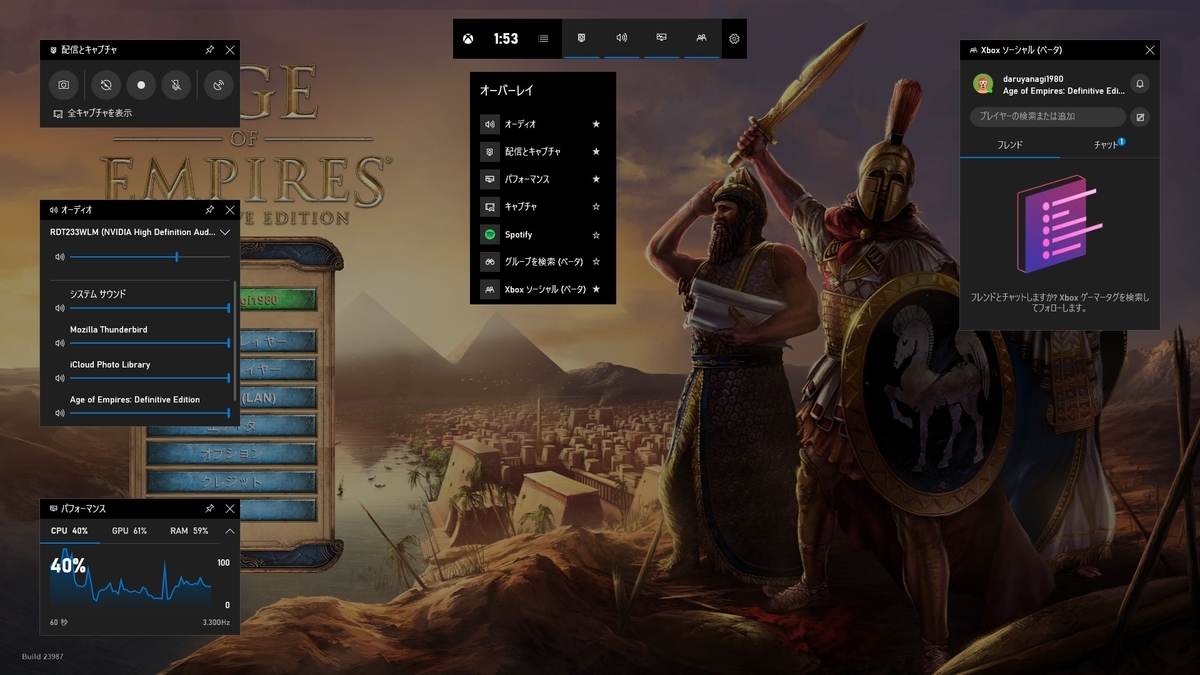 1:53
配信とキャプチャ
全キャプチャを表示
AGE
OF
EMPIRES
オーディオ
RDT233WLM (NVIDIA High Definition Aud...
システム サウンド
Mozilla Thunderbird
iCloud Photo Library
Age of Empires: Definitive Edition
(LAN)
オプション
クレジット
パフォーマンス
CPU 40% GPU 61% RAM 59%
40%
100
0
60 秒 3.300Hz
Build 23987
オーバーレイ
オーディオ
配信とキャプチャ
パフォーマンス
キャプチャ
Spotify
グループを検索 (ベータ)
Xbox ソーシャル (ベータ)
Xbox ソーシャル (ベータ)
daruyanagi1980
Age of Empires: Definitive Edi...
プレイヤーの検索または追加
フレンド チャット 1
フレンドとチャットしますか? Xbox ゲーマータグを検索し
てフォローします。